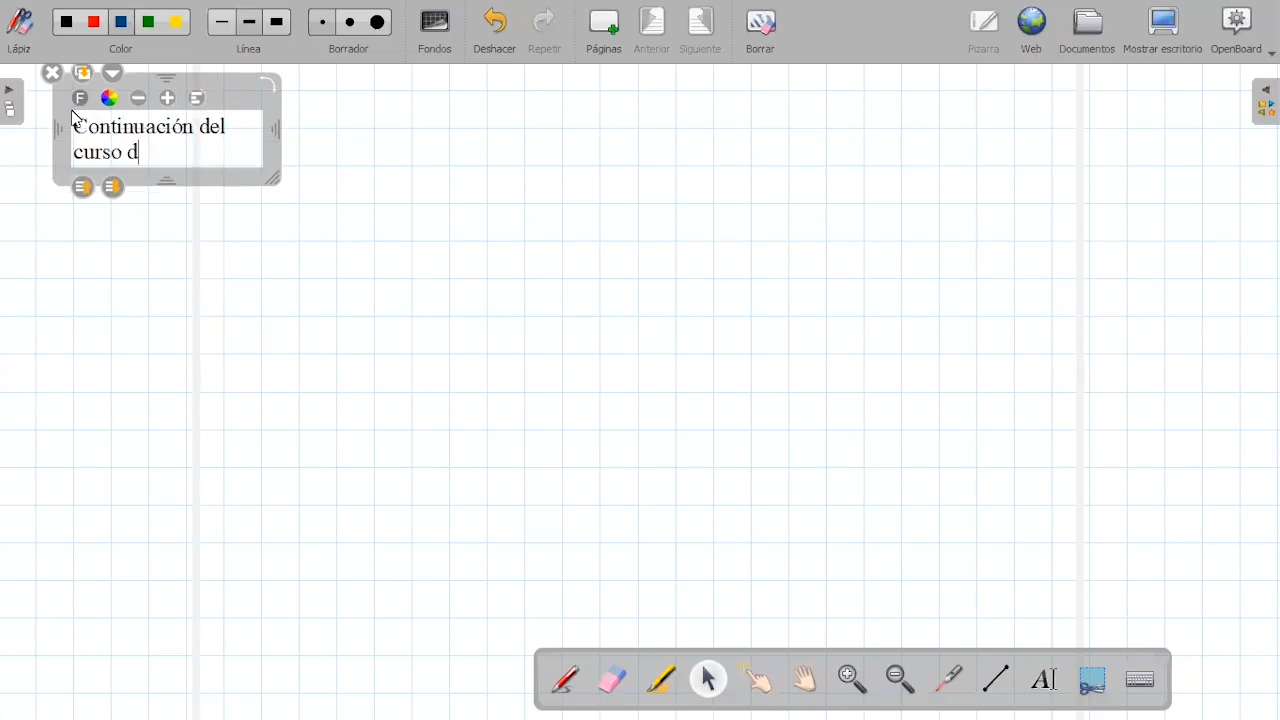 Lápiz Color Línea Borrador Fondos Deshacer Repetir Páginas Anterior Siguiente Borrar Pizarra Web Documentos Mostrar escritorio OpenBoard
F
Continuación del
curso d
AI